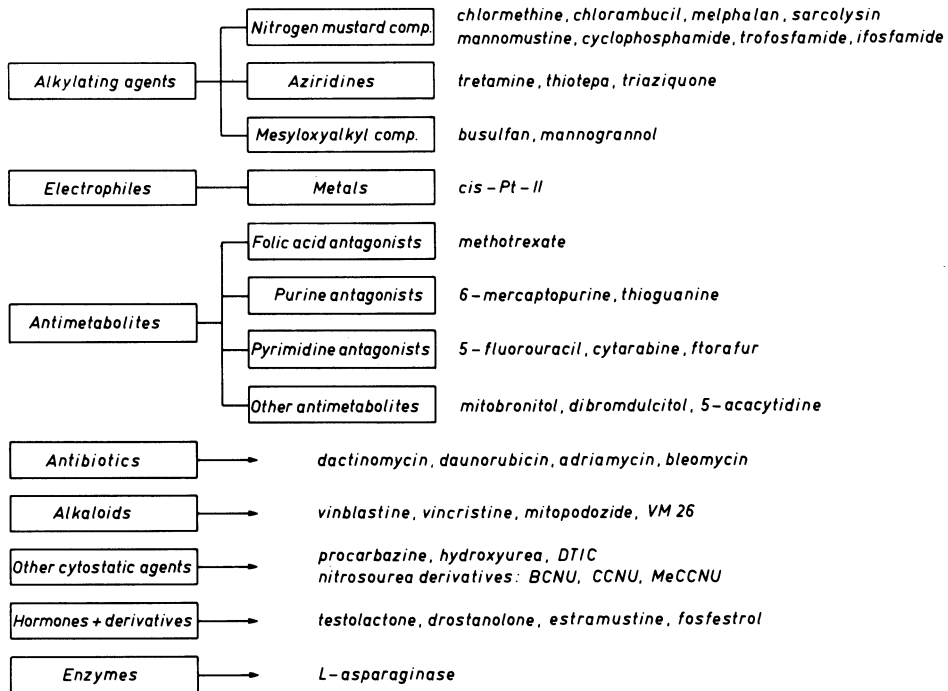 Nitrogen mustard comp. chlormethine, chlorambucil, melphalan, sarcolysin
mannomustine, cyclophosphamide, trofosfamide, ifosfamide
Alkylating agents Aziridines tretamine, thiotepa, triaziquone
Mesyloxyalkyl comp. busulfan, mannogrannol
Electrophiles Metals cis-Pt-II
Folic acid antagonists methotrexate
Purine antagonists 6-mercaptopurine, thioguanine
Antimetabolites
Pyrimidine antagonists 5-fluorouracil, cytarabine, ftorafur
Other antimetabolites mitobronitol, dibromdulcitol, 5-acacytidine
Antibiotics dactinomycin, daunorubicin, adriamycin, bleomycin
Alkaloids vinblastine, vincristine, mitopodozide, VM 26
Other cytostatic agents procarbazine, hydroxyurea, DTIC
nitrosourea derivatives: BCNU, CCNU, MeCCNU
Hormones + derivatives testolactone, drostanolone, estramustine, fosfestrol
Enzymes L-asparaginase